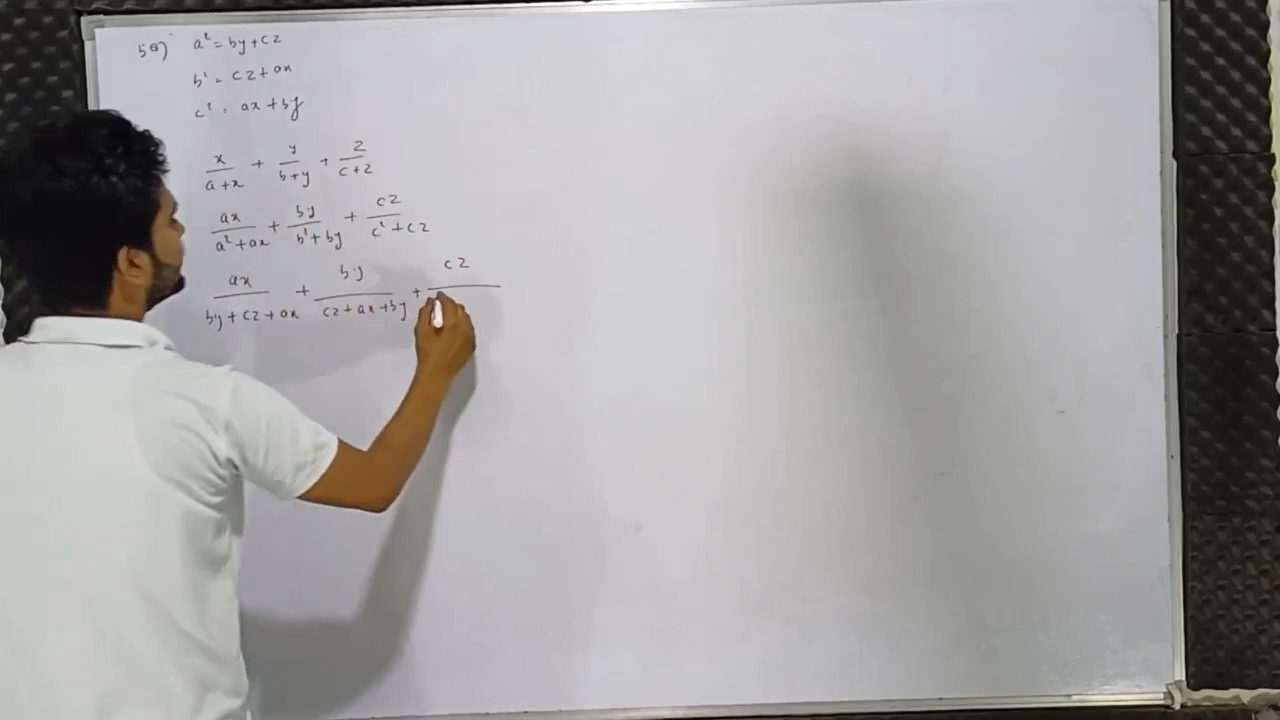 50) a² = by + cz
b² = cz + ax
c² = ax + by
x/(a+x) + y/(b+y) + z/(c+z)
ax/(a²+ax) + by/(b²+by) + cz/(c²+cz)
ax/(by+cz+ax) + by/(cz+ax+by) + cz/